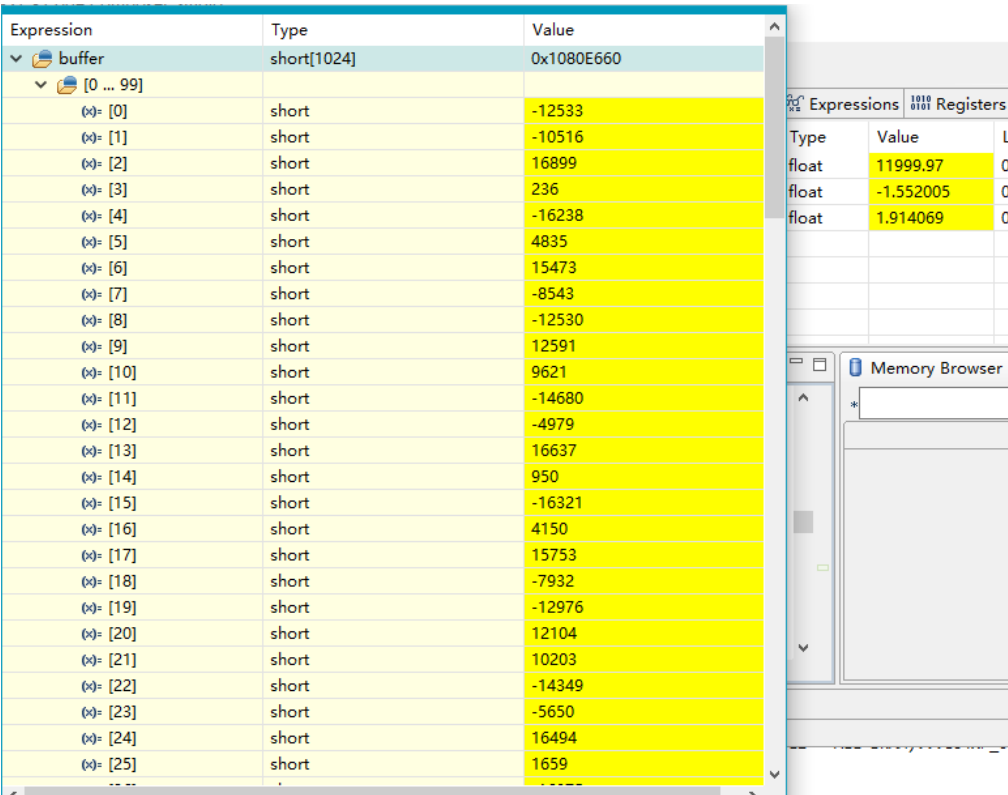 Expression Type Value
buffer short[1024] 0x1080E660
[0 ... 99]
(x)= [0] short -12533
(x)= [1] short -10516
(x)= [2] short 16899
(x)= [3] short 236
(x)= [4] short -16238
(x)= [5] short 4835
(x)= [6] short 15473
(x)= [7] short -8543
(x)= [8] short -12530
(x)= [9] short 12591
(x)= [10] short 9621
(x)= [11] short -14680
(x)= [12] short -4979
(x)= [13] short 16637
(x)= [14] short 950
(x)= [15] short -16321
(x)= [16] short 4150
(x)= [17] short 15753
(x)= [18] short -7932
(x)= [19] short -12976
(x)= [20] short 12104
(x)= [21] short 10203
(x)= [22] short -14349
(x)= [23] short -5650
(x)= [24] short 16494
(x)= [25] short 1659
Expressions 1010 0101 Registers
Type Value
float 11999.97 0
float -1.552005 0
float 1.914069 0
Memory Browser
*